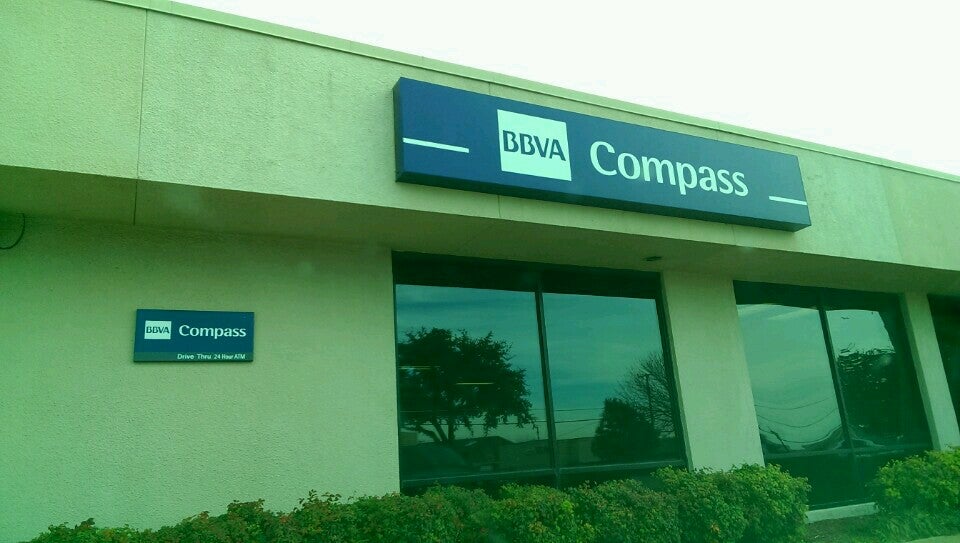 BBVA Compass
BBVA Compass
Drive Thru 24 Hour ATM